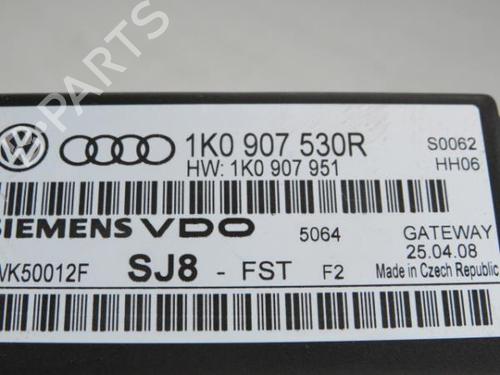 1K0 907 530R S0062
HW: 1K0 907 951 HH06
SIEMENS VDO 5064 GATEWAY
25.04.08
VK50012F SJ8 - FST F2 Made in Czech Republic
B-PARTS